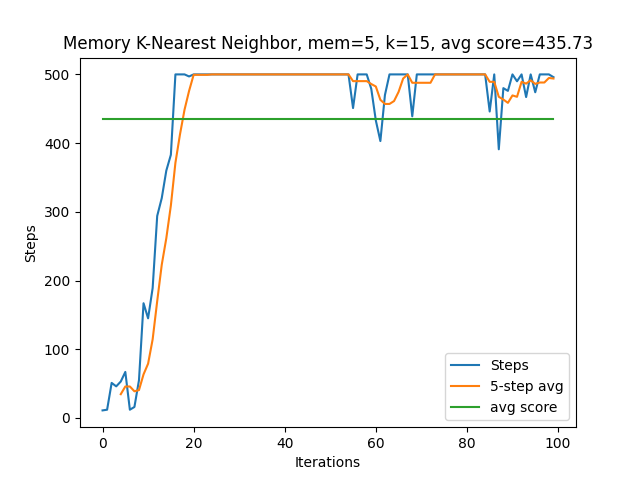 Memory K-Nearest Neighbor, mem=5, k=15, avg score=435.73
500
400
300
200
100
0
Steps
0 20 40 60 80 100
Iterations
Steps
5-step avg
avg score